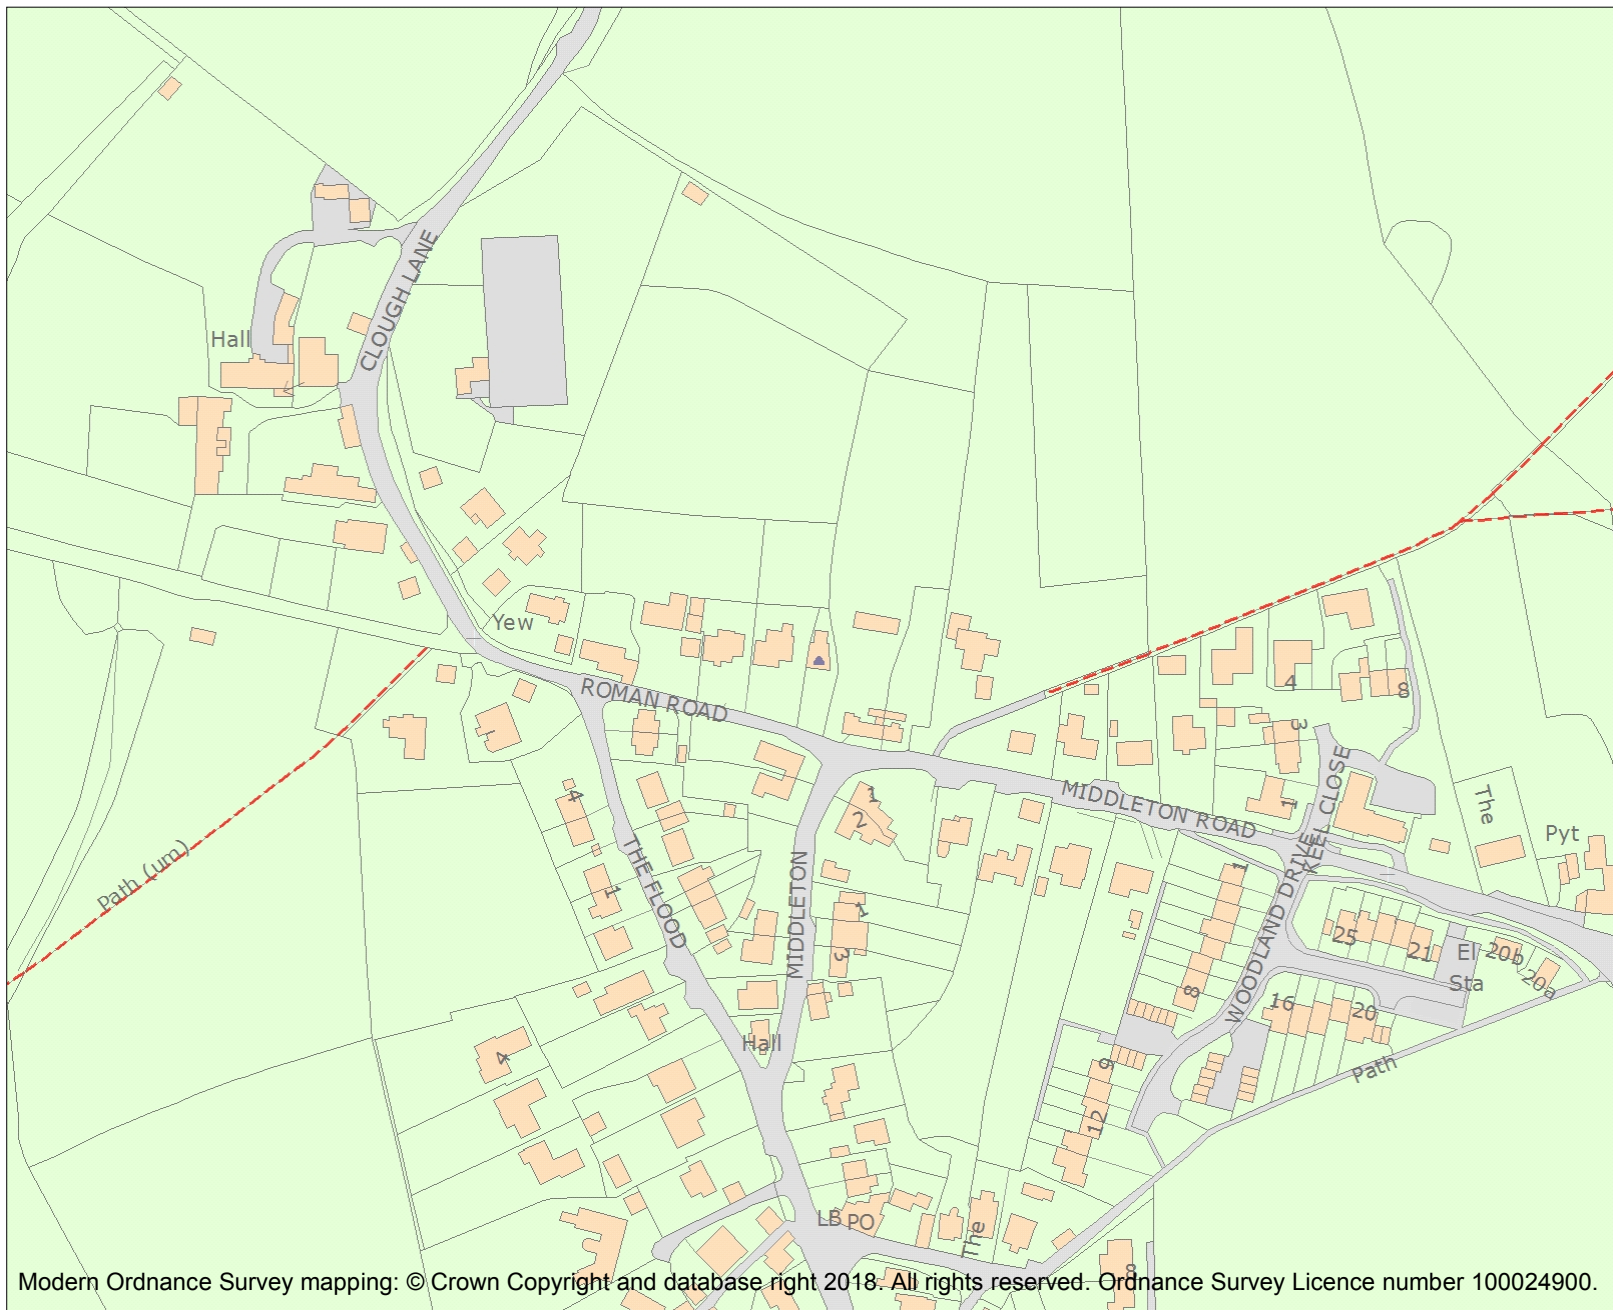 CLOUGH LANE
Hall
Yew
ROMAN ROAD
4
8
3
MIDDLETON ROAD
1
KEEL CLOSE
The
Pyt
1
2
4
THE FLOOD
1
Path (um)
MIDDLETON
1
3
1
WOODLAND DRIVE
25
21
El
Sta
20b
20a
8
16
20
Hall
4
9
12
Path
LB
PO
The
8
Modern Ordnance Survey mapping: © Crown Copyright and database right 2018. All rights reserved. Ordnance Survey Licence number 100024900.